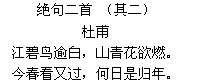 绝句二首 （其二）
杜甫
江碧鸟逾白，山青花欲燃。
今春看又过，何日是归年。